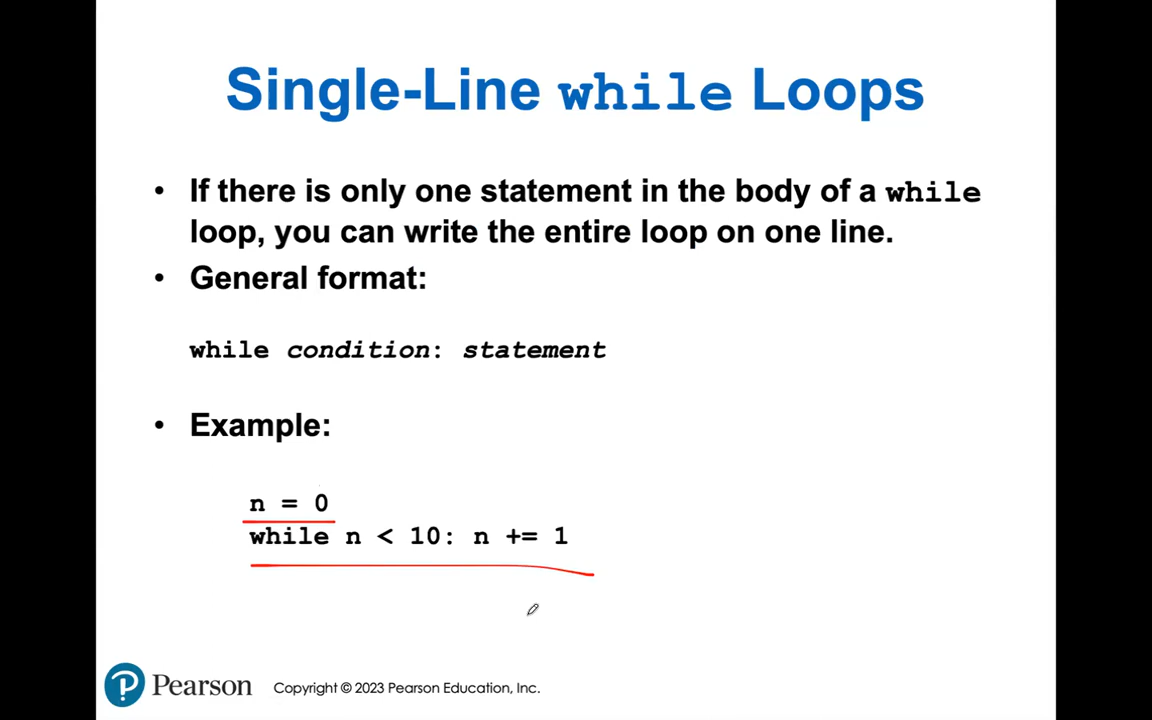 Single-Line while Loops
• If there is only one statement in the body of a while
loop, you can write the entire loop on one line.
• General format:
while condition: statement
• Example:
n = 0
while n < 10: n += 1
Pearson
Copyright © 2023 Pearson Education, Inc.